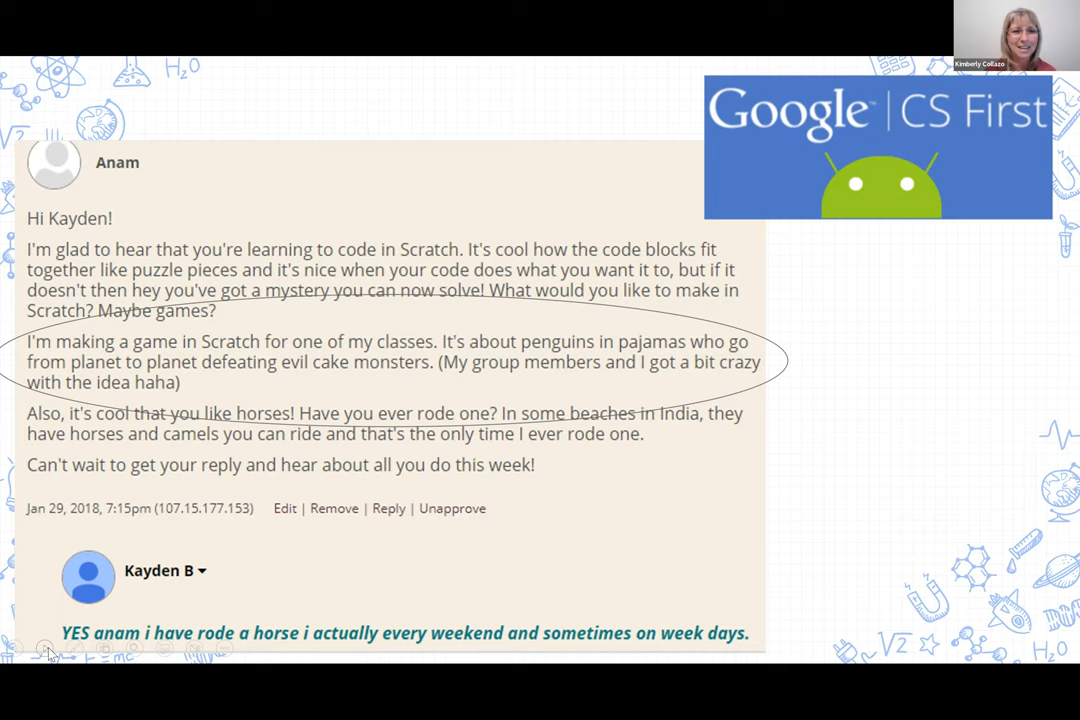 Kimberly Collazo
H₂O
Google™ | CS First
√2
Anam
Hi Kayden!
I'm glad to hear that you're learning to code in Scratch. It's cool how the code blocks fit
together like puzzle pieces and it's nice when your code does what you want it to, but if it
doesn't then hey you've got a mystery you can now solve! What would you like to make in
Scratch? Maybe games?
I'm making a game in Scratch for one of my classes. It's about penguins in pajamas who go
from planet to planet defeating evil cake monsters. (My group members and I got a bit crazy
with the idea haha)
Also, it's cool that you like horses! Have you ever rode one? In some beaches in India, they
have horses and camels you can ride and that's the only time I ever rode one.
Can't wait to get your reply and hear about all you do this week!
Jan 29, 2018, 7:15pm (107.15.177.153) Edit | Remove | Reply | Unapprove
Kayden B
YES anam i have rode a horse i actually every weekend and sometimes on week days.
√2
H₂O